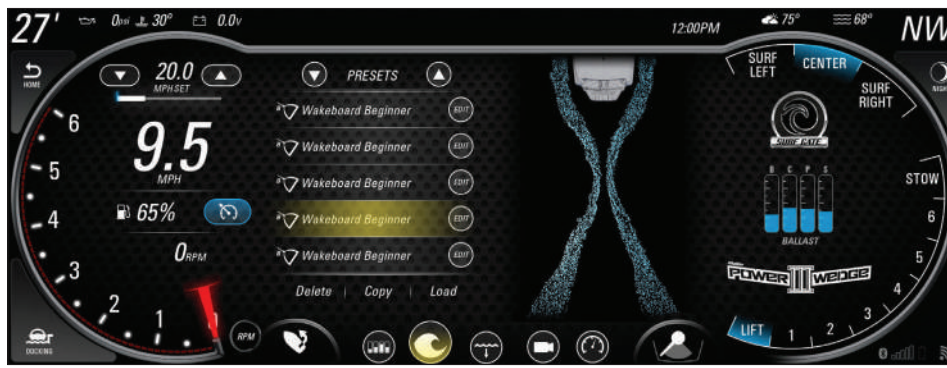 27' 0psi 30° 0.0v 12:00PM 75° 68° NW
HOME
20.0
MPH SET
9.5
MPH
65%
0RPM
6
5
4
3
2
1
0
RPM
DOCKING
PRESETS
Wakeboard Beginner EDIT
Wakeboard Beginner EDIT
Wakeboard Beginner EDIT
Wakeboard Beginner EDIT
Wakeboard Beginner EDIT
Delete | Copy | Load
SURF LEFT
CENTER
SURF RIGHT
NIGHT
SURF GATE
B C P S
BALLAST
POWER III WEDGE
STOW
6
5
4
3
2
1
LIFT
0